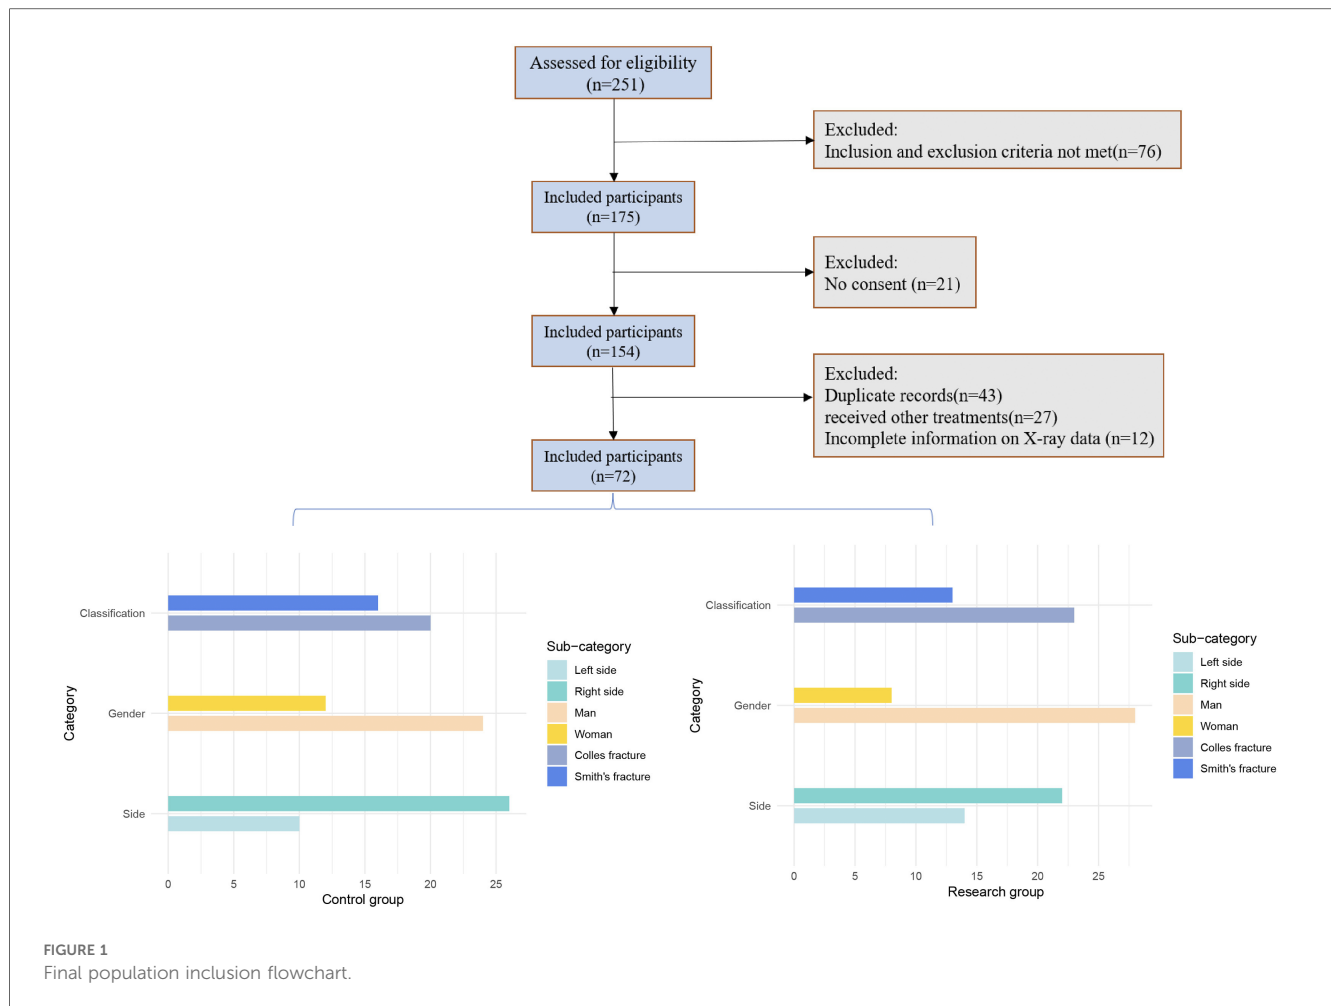 Assessed for eligibility
(n=251)
Excluded:
Inclusion and exclusion criteria not met(n=76)
Included participants
(n=175)
Excluded:
No consent (n=21)
Included participants
(n=154)
Excluded:
Duplicate records(n=43)
received other treatments(n=27)
Incomplete information on X-ray data (n=12)
Included participants
(n=72)
Category
Classification
Gender
Side
0 5 10 15 20 25
Control group
Sub-category
Left side
Right side
Man
Woman
Colles fracture
Smith's fracture
Category
Classification
Gender
Side
0 5 10 15 20 25
Research group
Sub-category
Left side
Right side
Man
Woman
Colles fracture
Smith's fracture
FIGURE 1
Final population inclusion flowchart.